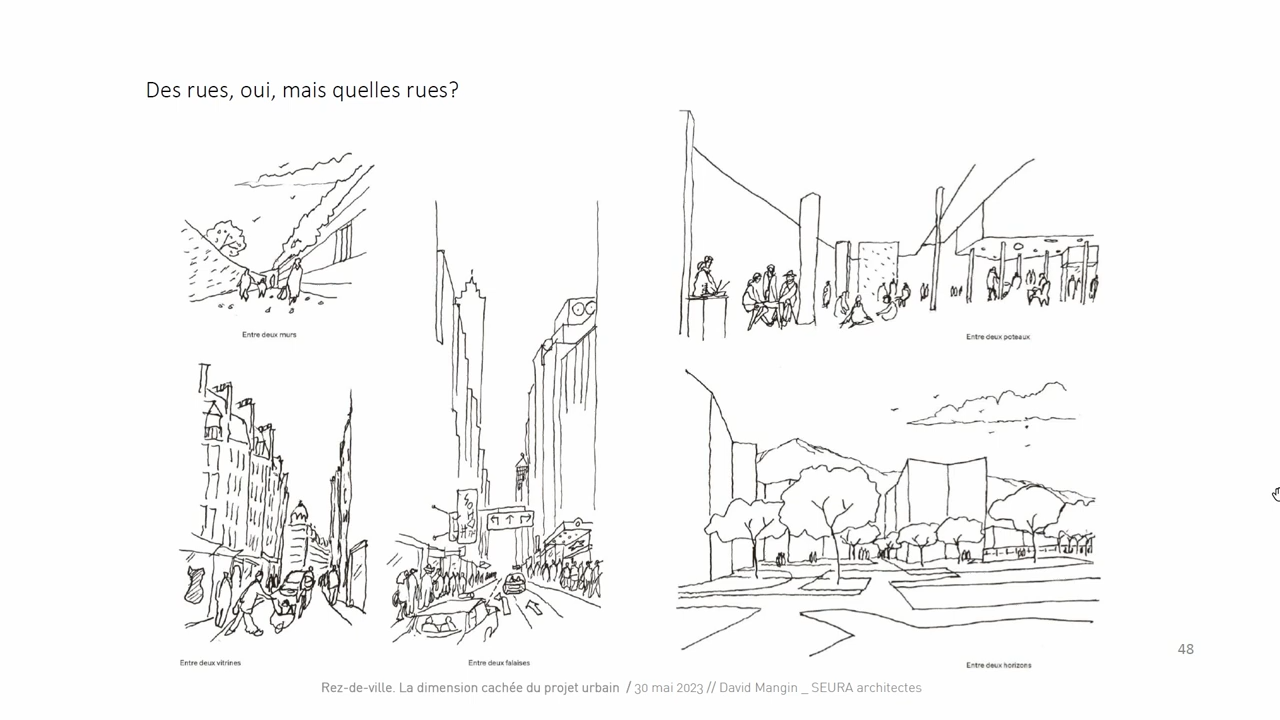 Des rues, oui, mais quelles rues?
Entre deux murs
Entre deux poteaux
Entre deux vitrines
Entre deux falaises
Entre deux horizons
48
Rez-de-ville. La dimension cachée du projet urbain / 30 mai 2023 // David Mangin _ SEURA architectes